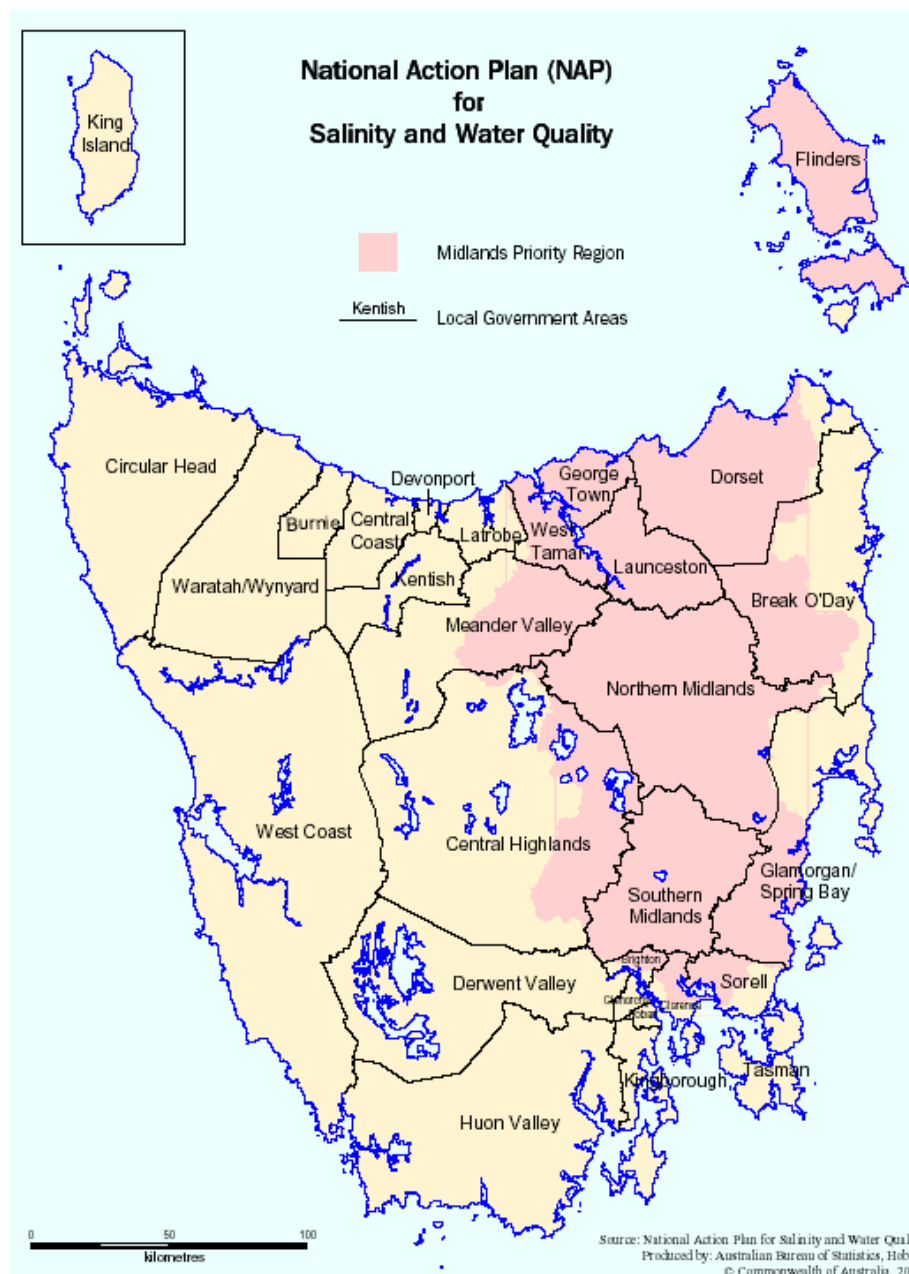 National Action Plan (NAP)
for
Salinity and Water Quality
King
Island
Flinders
Midlands Priority Region
Kentish
Local Government Areas
Circular Head
Devonport
George
Town
Dorset
Burnie
Central
Coast
Latrobe
West
Tamar
Launceston
Waratah/Wynyard
Kentish
Break O'Day
Meander Valley
Northern Midlands
West Coast
Central Highlands
Glamorgan/
Spring Bay
Southern
Midlands
Brighton
Derwent Valley
Sorell
Clarence
Kingborough
Tasman
Huon Valley
0 50 100
kilometres
Source: National Action Plan for Salinity and Water Qual
Produced by: Australian Bureau of Statistics, Hob
© Commonwealth of Australia, 20